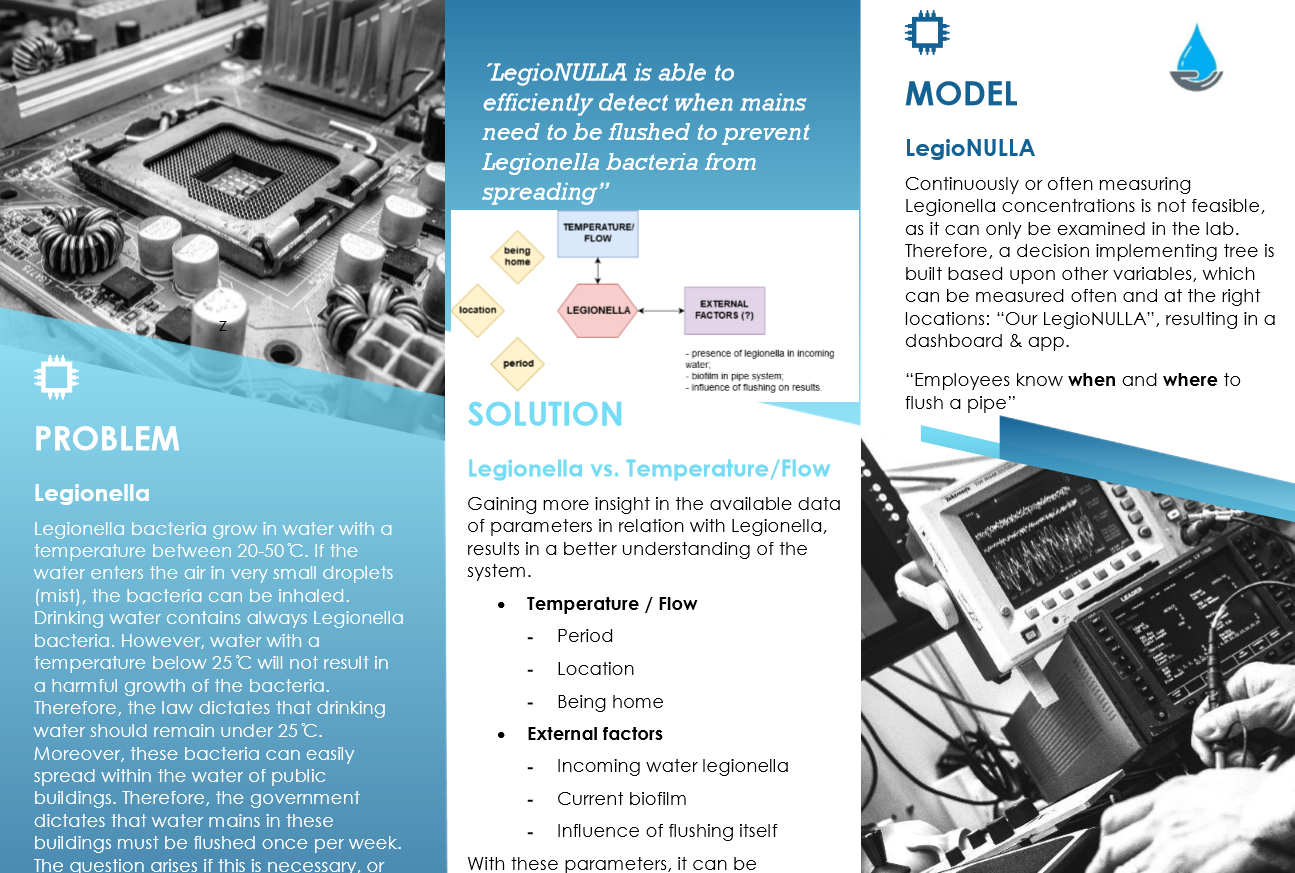 Z
PROBLEM
Legionella
Legionella bacteria grow in water with a
temperature between 20-50˚C. If the
water enters the air in very small droplets
(mist), the bacteria can be inhaled.
Drinking water contains always Legionella
bacteria. However, water with a
temperature below 25˚C will not result in
a harmful growth of the bacteria.
Therefore, the law dictates that drinking
water should remain under 25˚C.
Moreover, these bacteria can easily
spread within the water of public
buildings. Therefore, the government
dictates that water mains in these
buildings must be flushed once per week.
The question arises if this is necessary, or
´LegioNULLA is able to
efficiently detect when mains
need to be flushed to prevent
Legionella bacteria from
spreading”
TEMPERATURE/
FLOW
being
home
location
LEGIONELLA
EXTERNAL
FACTORS (?)
period
- presence of legionella in incoming
water;
- biofilm in pipe system;
- influence of flushing on results.
SOLUTION
Legionella vs. Temperature/Flow
Gaining more insight in the available data
of parameters in relation with Legionella,
results in a better understanding of the
system.
• Temperature / Flow
- Period
- Location
- Being home
• External factors
- Incoming water legionella
- Current biofilm
- Influence of flushing itself
With these parameters, it can be
MODEL
LegioNULLA
Continuously or often measuring
Legionella concentrations is not feasible,
as it can only be examined in the lab.
Therefore, a decision implementing tree is
built based upon other variables, which
can be measured often and at the right
locations: “Our LegioNULLA”, resulting in a
dashboard & app.
“Employees know when and where to
flush a pipe”
Tektronix
LEADER